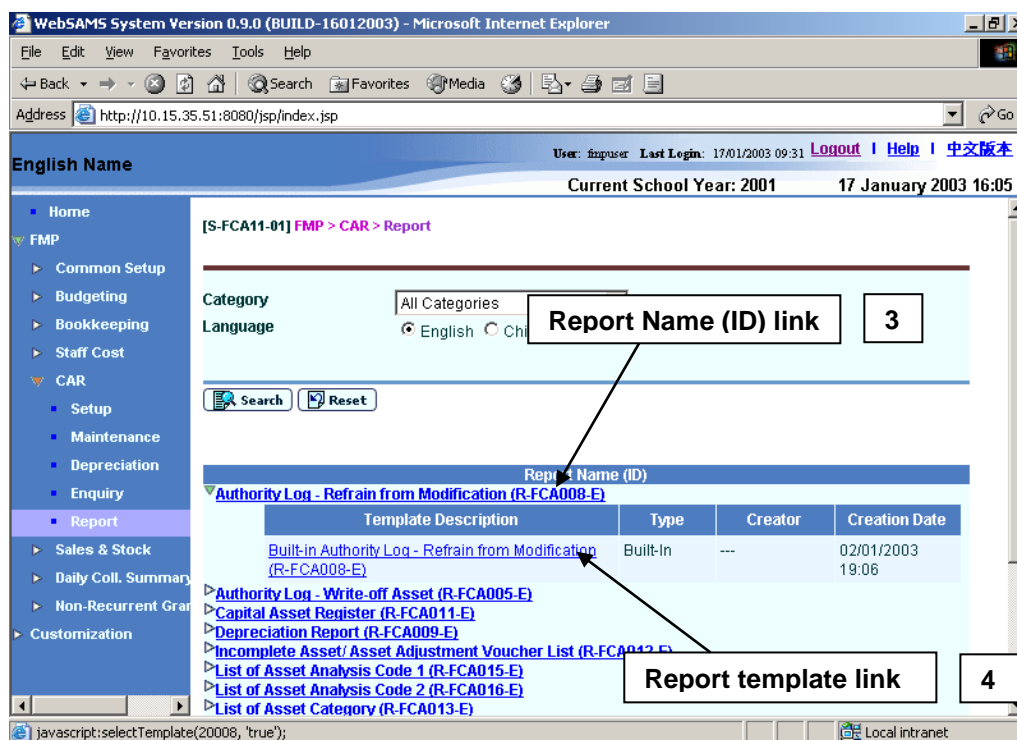 WebSAMS System Version 0.9.0 (BUILD-16012003) - Microsoft Internet Explorer
File Edit View Favorites Tools Help
Back Search Favorites Media
Address http://10.15.35.51:8080/jsp/index.jsp Go
User: fmpuser Last Login: 17/01/2003 09:31 Logout | Help | 中文版本
English Name
Current School Year: 2001 17 January 2003 16:05
Home
FMP
Common Setup
Budgeting
Bookkeeping
Staff Cost
CAR
Setup
Maintenance
Depreciation
Enquiry
Report
Sales & Stock
Daily Coll. Summary
Non-Recurrent Grar
Customization
[S-FCA11-01] FMP > CAR > Report
Category All Categories
Language English Chi
Report Name (ID) link 3
Search Reset
Report Name (ID)
Authority Log - Refrain from Modification (R-FCA008-E)
Template Description Type Creator Creation Date
Built-in Authority Log - Refrain from Modification Built-In --- 02/01/2003
(R-FCA008-E) 19:06
Authority Log - Write-off Asset (R-FCA005-E)
Capital Asset Register (R-FCA011-E)
Depreciation Report (R-FCA009-E)
Incomplete Asset/ Asset Adjustment Voucher List
List of Asset Analysis Code 1 (R-FCA015-E)
List of Asset Analysis Code 2 (R-FCA016-E)
List of Asset Category (R-FCA013-E)
Report template link 4
javascript:selectTemplate(20008, 'true'); Local intranet